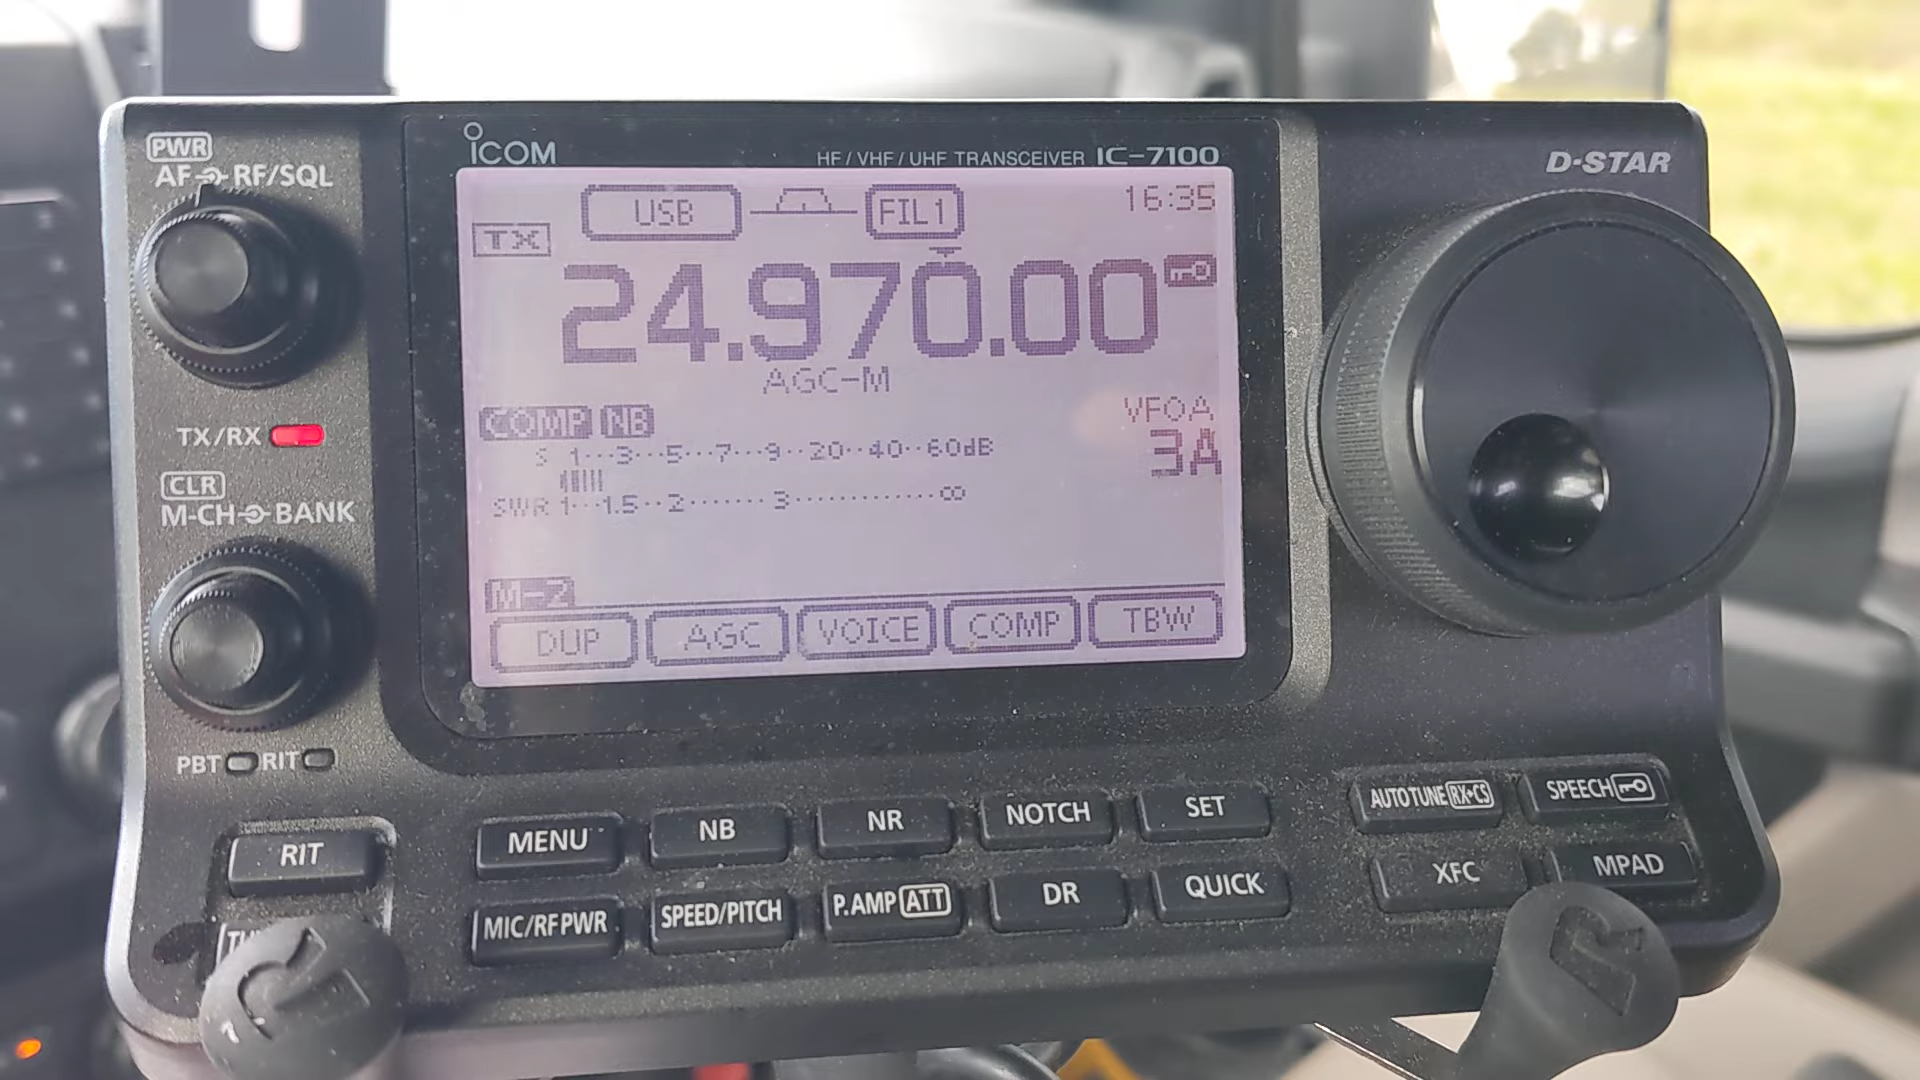 PWR
AF RF/SQL
ICOM
HF/VHF/UHF TRANSCEIVER IC-7100
D-STAR
USB
FIL1
16:35
TX
24.970.00
AGC-M
COMP NB
VFOA
3A
S 1···3···5···7···9··20··40··60dB
SWR 1···1.5··2·······3············∞
M-2
DUP AGC VOICE COMP TBW
TX/RX
CLR
M-CH BANK
PBT RIT
RIT
MENU NB NR NOTCH SET
AUTOTUNE RX→CS SPEECH
MIC/RF PWR SPEED/PITCH P.AMP ATT DR QUICK
XFC MPAD